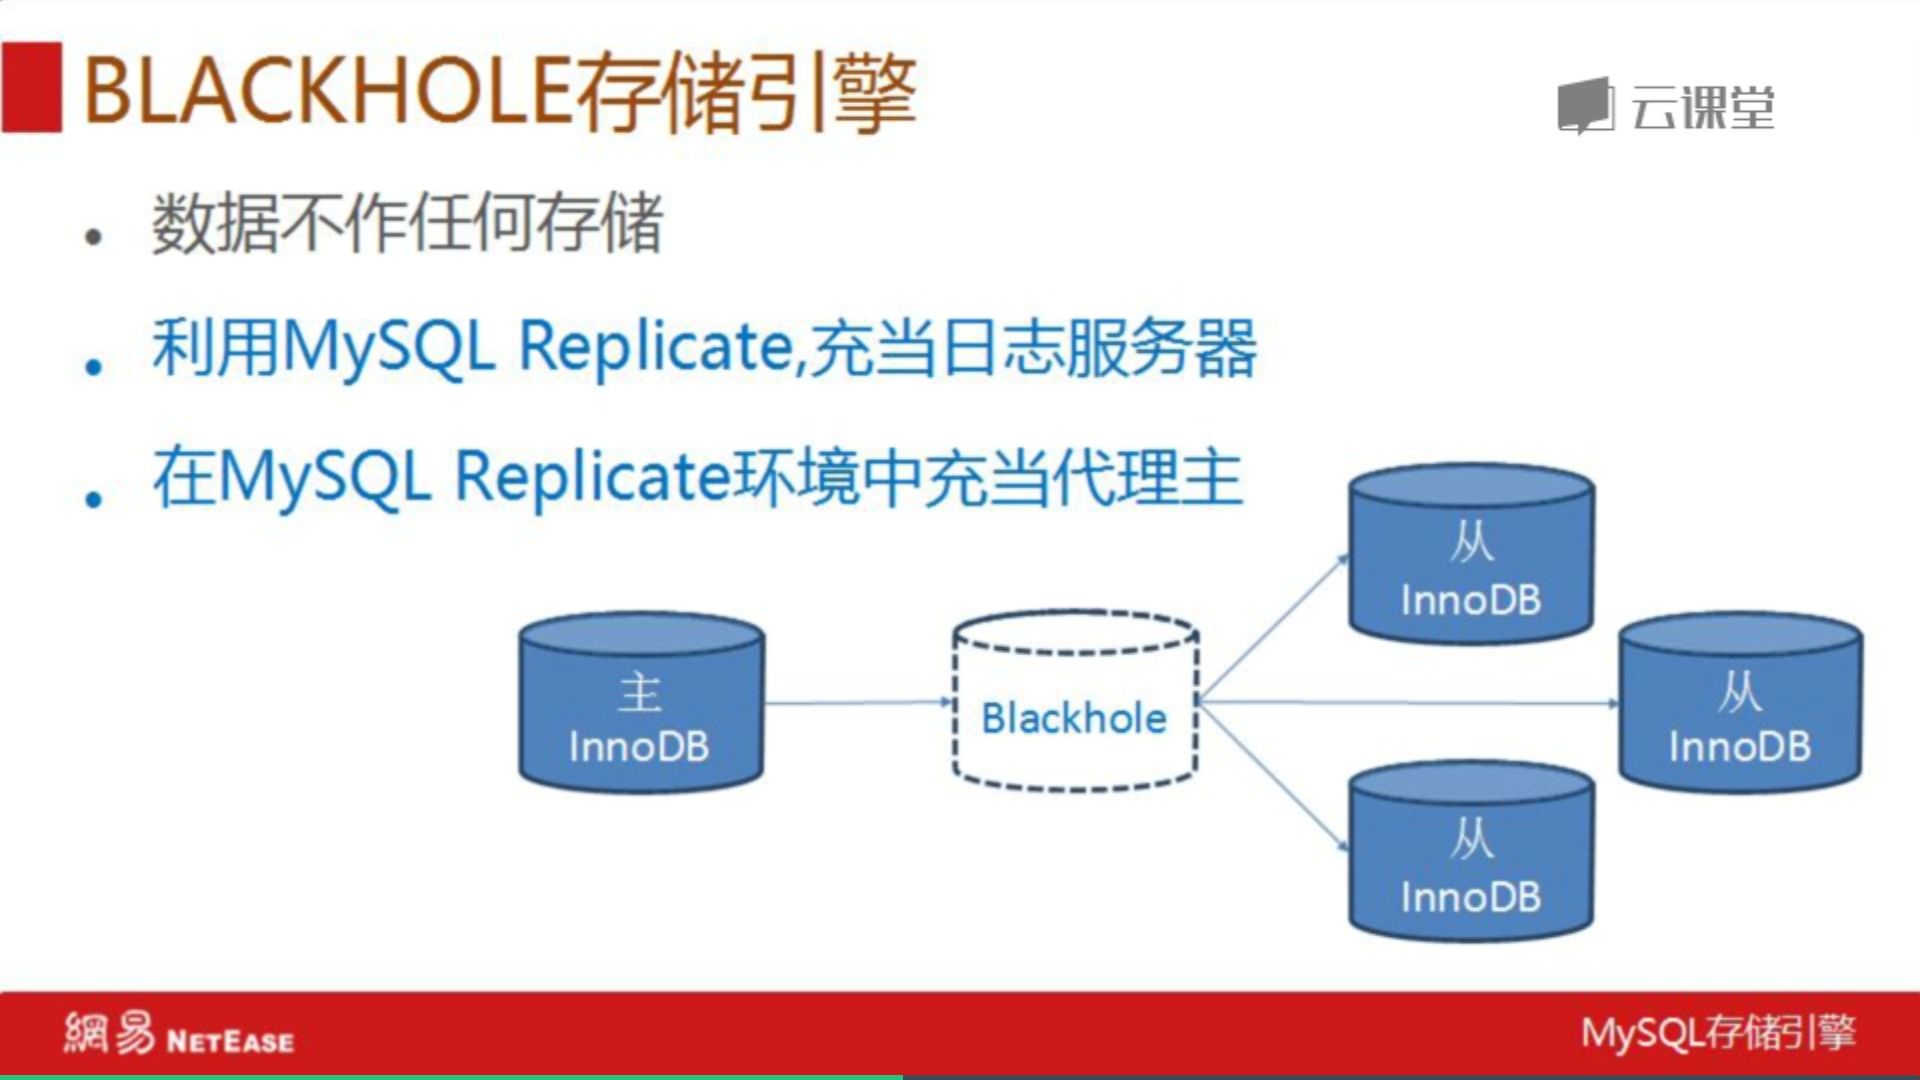 BLACKHOLE存储引擎
云课堂
数据不作任何存储
利用MySQL Replicate,充当日志服务器
在MySQL Replicate环境中充当代理主
从
InnoDB
主
InnoDB
Blackhole
从
InnoDB
从
InnoDB
網易 NETEASE
MySQL存储引擎